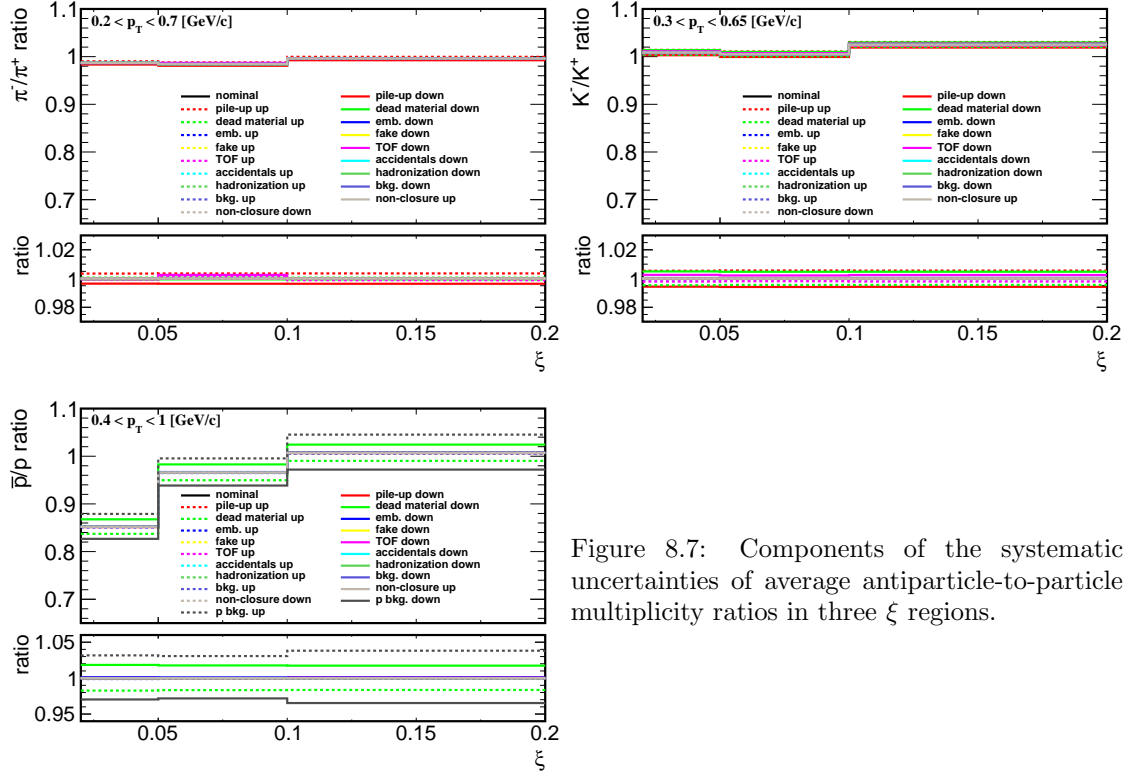 0.2 < p_T < 0.7 [GeV/c]
π⁻/π⁺ ratio
1.1
1
0.9
0.8
0.7
nominal
pile-up up
dead material up
emb. up
fake up
TOF up
accidentals up
hadronization up
bkg. up
non-closure down
pile-up down
dead material down
emb. down
fake down
TOF down
accidentals down
hadronization down
bkg. down
non-closure up
ratio
1.02
1
0.98
0.05
0.1
0.15
0.2
ξ
0.3 < p_T < 0.65 [GeV/c]
K⁻/K⁺ ratio
1.1
1
0.9
0.8
0.7
nominal
pile-up up
dead material up
emb. up
fake up
TOF up
accidentals up
hadronization up
bkg. up
non-closure down
pile-up down
dead material down
emb. down
fake down
TOF down
accidentals down
hadronization down
bkg. down
non-closure up
ratio
1.02
1
0.98
0.05
0.1
0.15
0.2
ξ
0.4 < p_T < 1 [GeV/c]
p̅/p ratio
1.1
1
0.9
0.8
0.7
nominal
pile-up up
dead material up
emb. up
fake up
TOF up
accidentals up
hadronization up
bkg. up
non-closure down
p bkg. up
pile-up down
dead material down
emb. down
fake down
TOF down
accidentals down
hadronization down
bkg. down
non-closure up
p bkg. down
ratio
1.05
1
0.95
0.05
0.1
0.15
0.2
ξ
Figure 8.7: Components of the systematic
uncertainties of average antiparticle-to-particle
multiplicity ratios in three ξ regions.